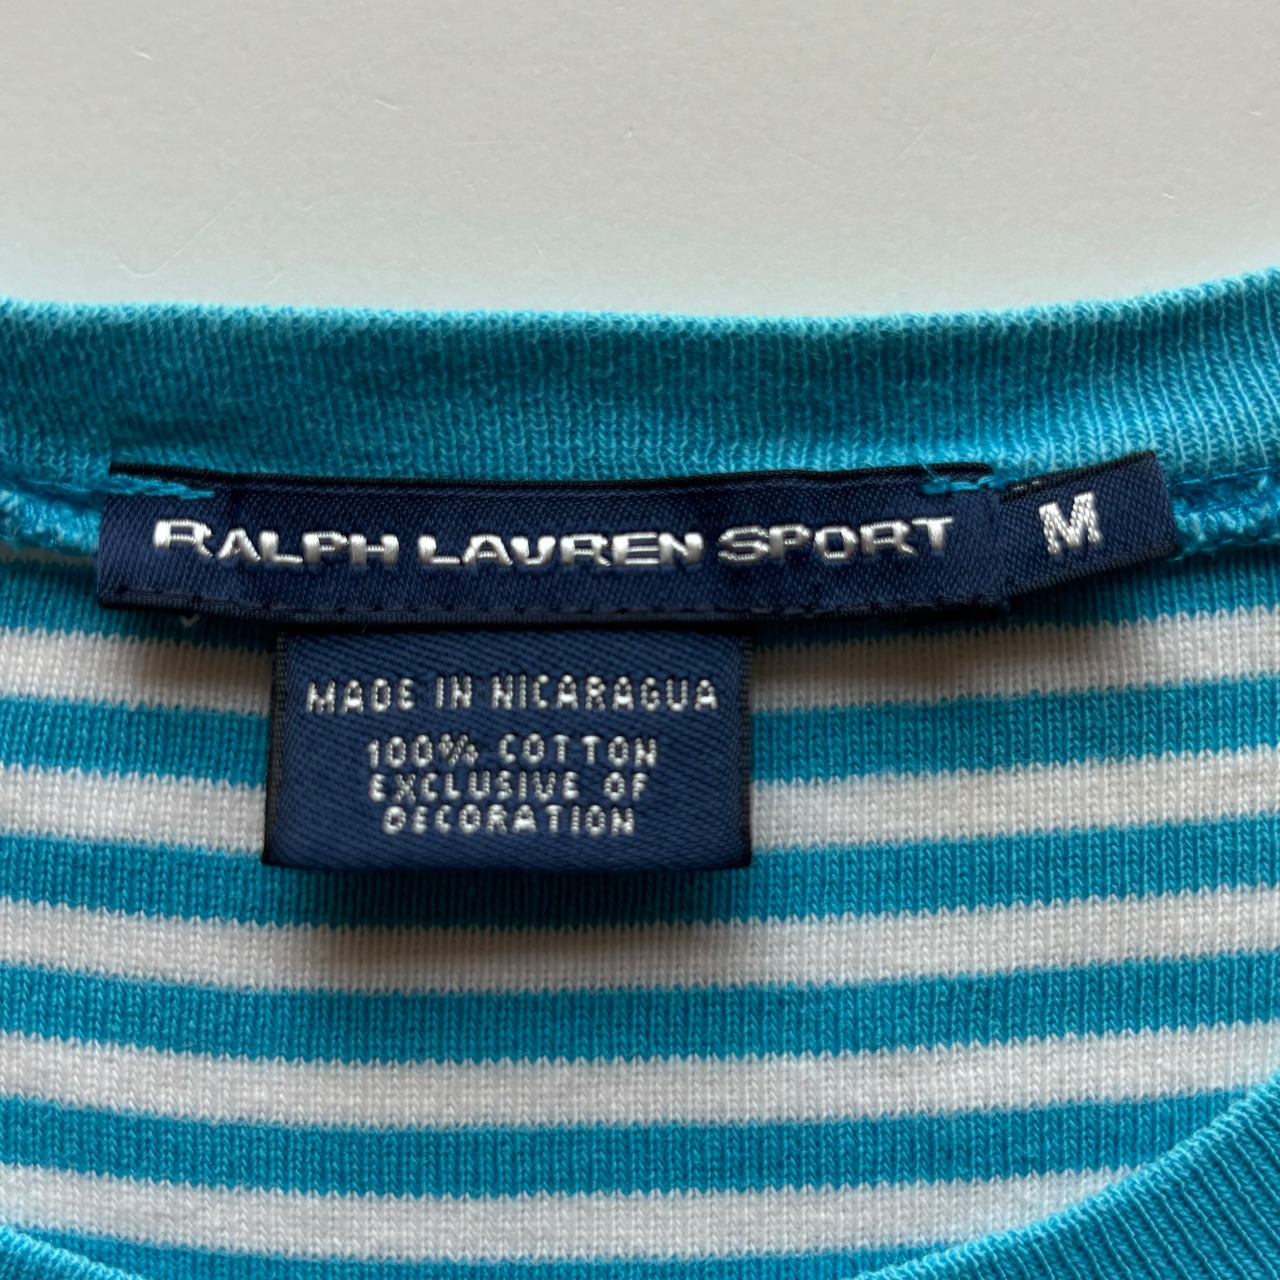 RALPH LAUREN SPORT M
MADE IN NICARAGUA
100% COTTON
EXCLUSIVE OF
DECORATION